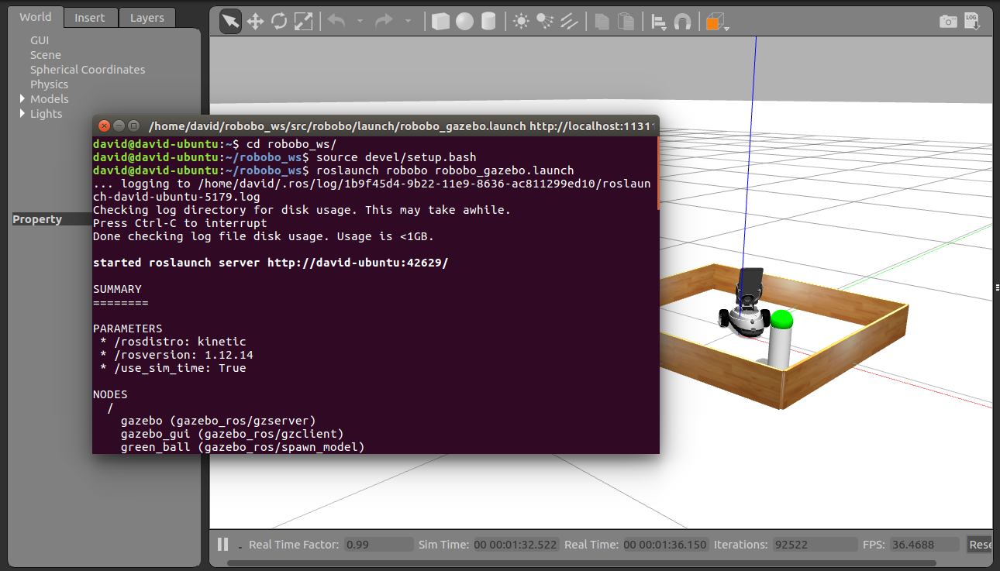 World Insert Layers
GUI
Scene
Spherical Coordinates
Physics
Models
Lights
Property
LOG
/home/david/robobo_ws/src/robobo/launch/robobo_gazebo.launch http://localhost:11311
david@david-ubuntu:~$ cd robobo_ws/
david@david-ubuntu:~/robobo_ws$ source devel/setup.bash
david@david-ubuntu:~/robobo_ws$ roslaunch robobo robobo_gazebo.launch
... logging to /home/david/.ros/log/1b9f45d4-9b22-11e9-8636-ac811299ed10/roslaun
ch-david-ubuntu-5179.log
Checking log directory for disk usage. This may take awhile.
Press Ctrl-C to interrupt
Done checking log file disk usage. Usage is <1GB.
started roslaunch server http://david-ubuntu:42629/
SUMMARY
========
PARAMETERS
* /rosdistro: kinetic
* /rosversion: 1.12.14
* /use_sim_time: True
NODES
/
gazebo (gazebo_ros/gzserver)
gazebo_gui (gazebo_ros/gzclient)
green_ball (gazebo_ros/spawn_model)
Real Time Factor: 0.99 Sim Time: 00 00:01:32.522 Real Time: 00 00:01:36.150 Iterations: 92522 FPS: 36.4688 Rese